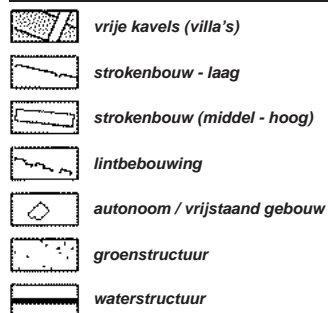 vrije kavels (villa's)
strokenbouw - laag
strokenbouw (middel - hoog)
lintbebouwing
autonoom / vrijstaand gebouw
groenstructuur
waterstructuur